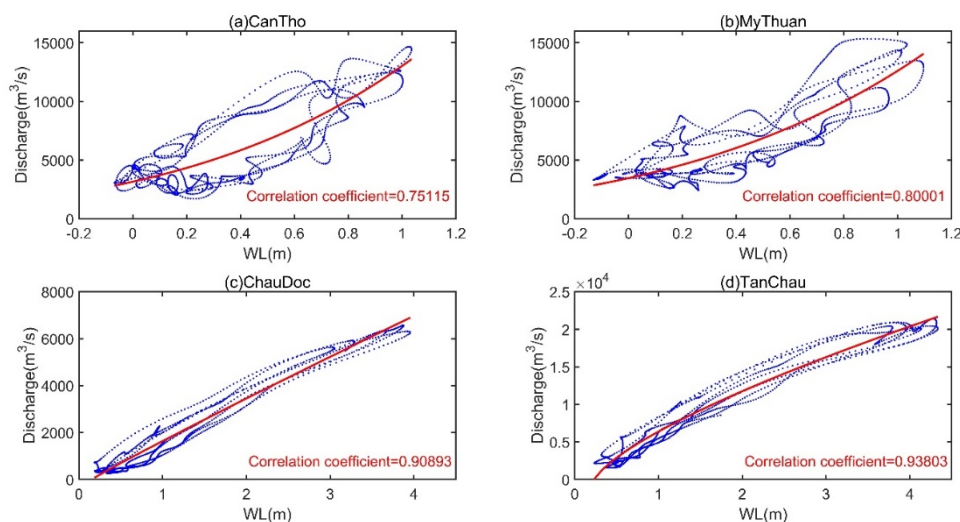 (a)CanTho
15000
10000
5000
0
Discharge(m³/s)
Correlation coefficient=0.75115
-0.2 0 0.2 0.4 0.6 0.8 1 1.2
WL(m)
(b)MyThuan
15000
10000
5000
0
Discharge(m³/s)
Correlation coefficient=0.80001
-0.2 0 0.2 0.4 0.6 0.8 1 1.2
WL(m)
(c)ChauDoc
8000
6000
4000
2000
0
Discharge(m³/s)
Correlation coefficient=0.90893
0 1 2 3 4
WL(m)
(d)TanChau
×10⁴
2.5
2
1.5
1
0.5
0
Discharge(m³/s)
Correlation coefficient=0.93803
0 1 2 3 4
WL(m)